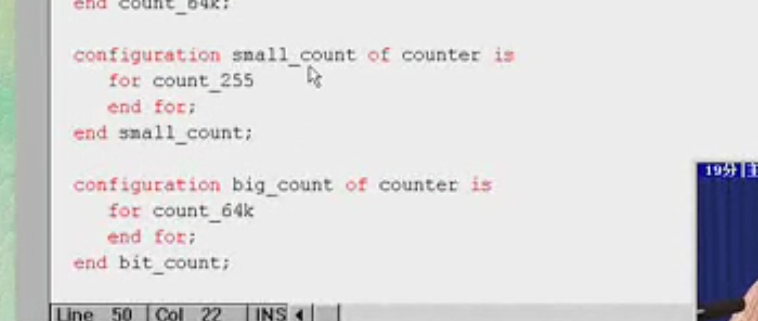 end count_64k;
configuration small_count of counter is
for count_255
end for;
end small_count;
configuration big_count of counter is
for count_64k
end for;
end bit_count;
19分
Line 50 Col 22 INS